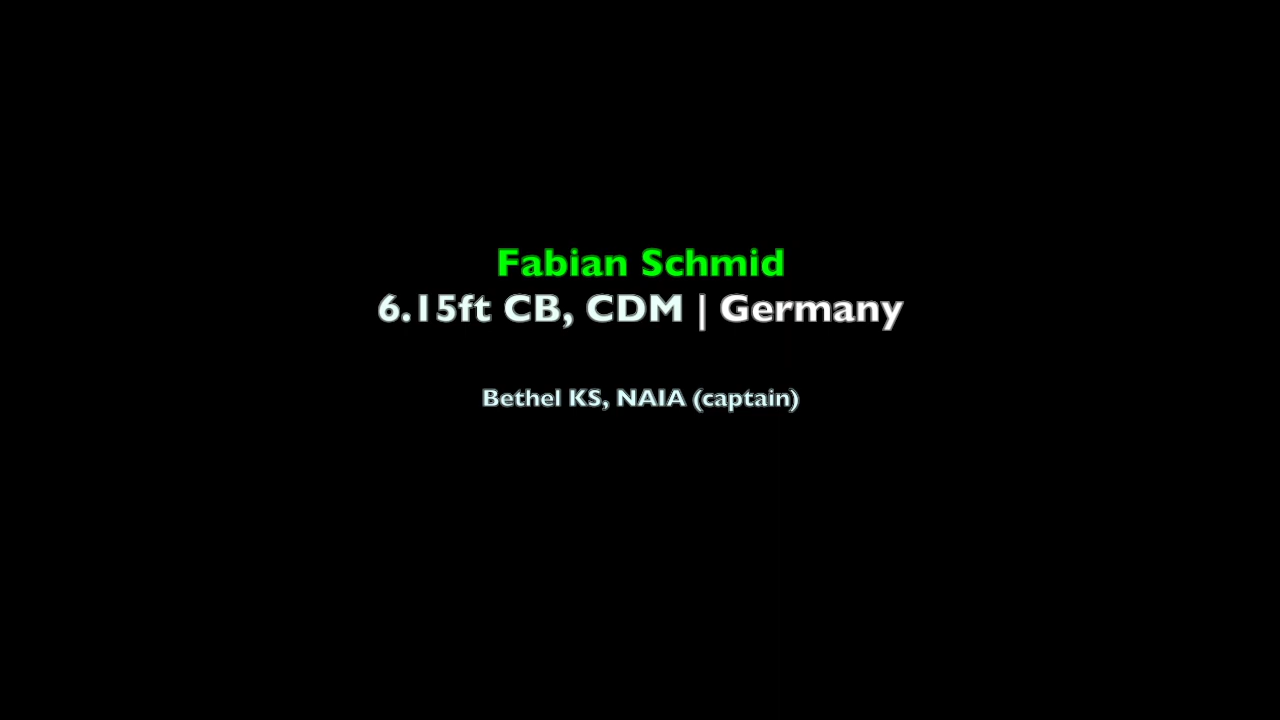 Fabian Schmid
6.15ft CB, CDM | Germany
Bethel KS, NAIA (captain)